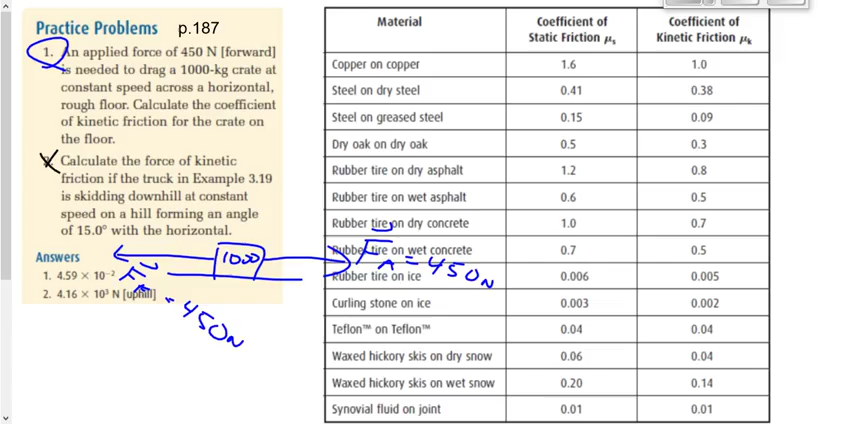 Practice Problems
p.187
1. An applied force of 450 N [forward]
is needed to drag a 1000-kg crate at
constant speed across a horizontal,
rough floor. Calculate the coefficient
of kinetic friction for the crate on
the floor.
Calculate the force of kinetic
friction if the truck in Example 3.19
is skidding downhill at constant
speed on a hill forming an angle
of 15.0° with the horizontal.
Answers
1. 4.59 × 10⁻²
2. 4.16 × 10³ N [uphill]
1000
= 450N
= 450N
Material Coefficient of Static Friction μs Coefficient of Kinetic Friction μk
Copper on copper 1.6 1.0
Steel on dry steel 0.41 0.38
Steel on greased steel 0.15 0.09
Dry oak on dry oak 0.5 0.3
Rubber tire on dry asphalt 1.2 0.8
Rubber tire on wet asphalt 0.6 0.5
Rubber tire on dry concrete 1.0 0.7
Rubber tire on wet concrete 0.7 0.5
Rubber tire on ice 0.006 0.005
Curling stone on ice 0.003 0.002
Teflon™ on Teflon™ 0.04 0.04
Waxed hickory skis on dry snow 0.06 0.04
Waxed hickory skis on wet snow 0.20 0.14
Synovial fluid on joint 0.01 0.01